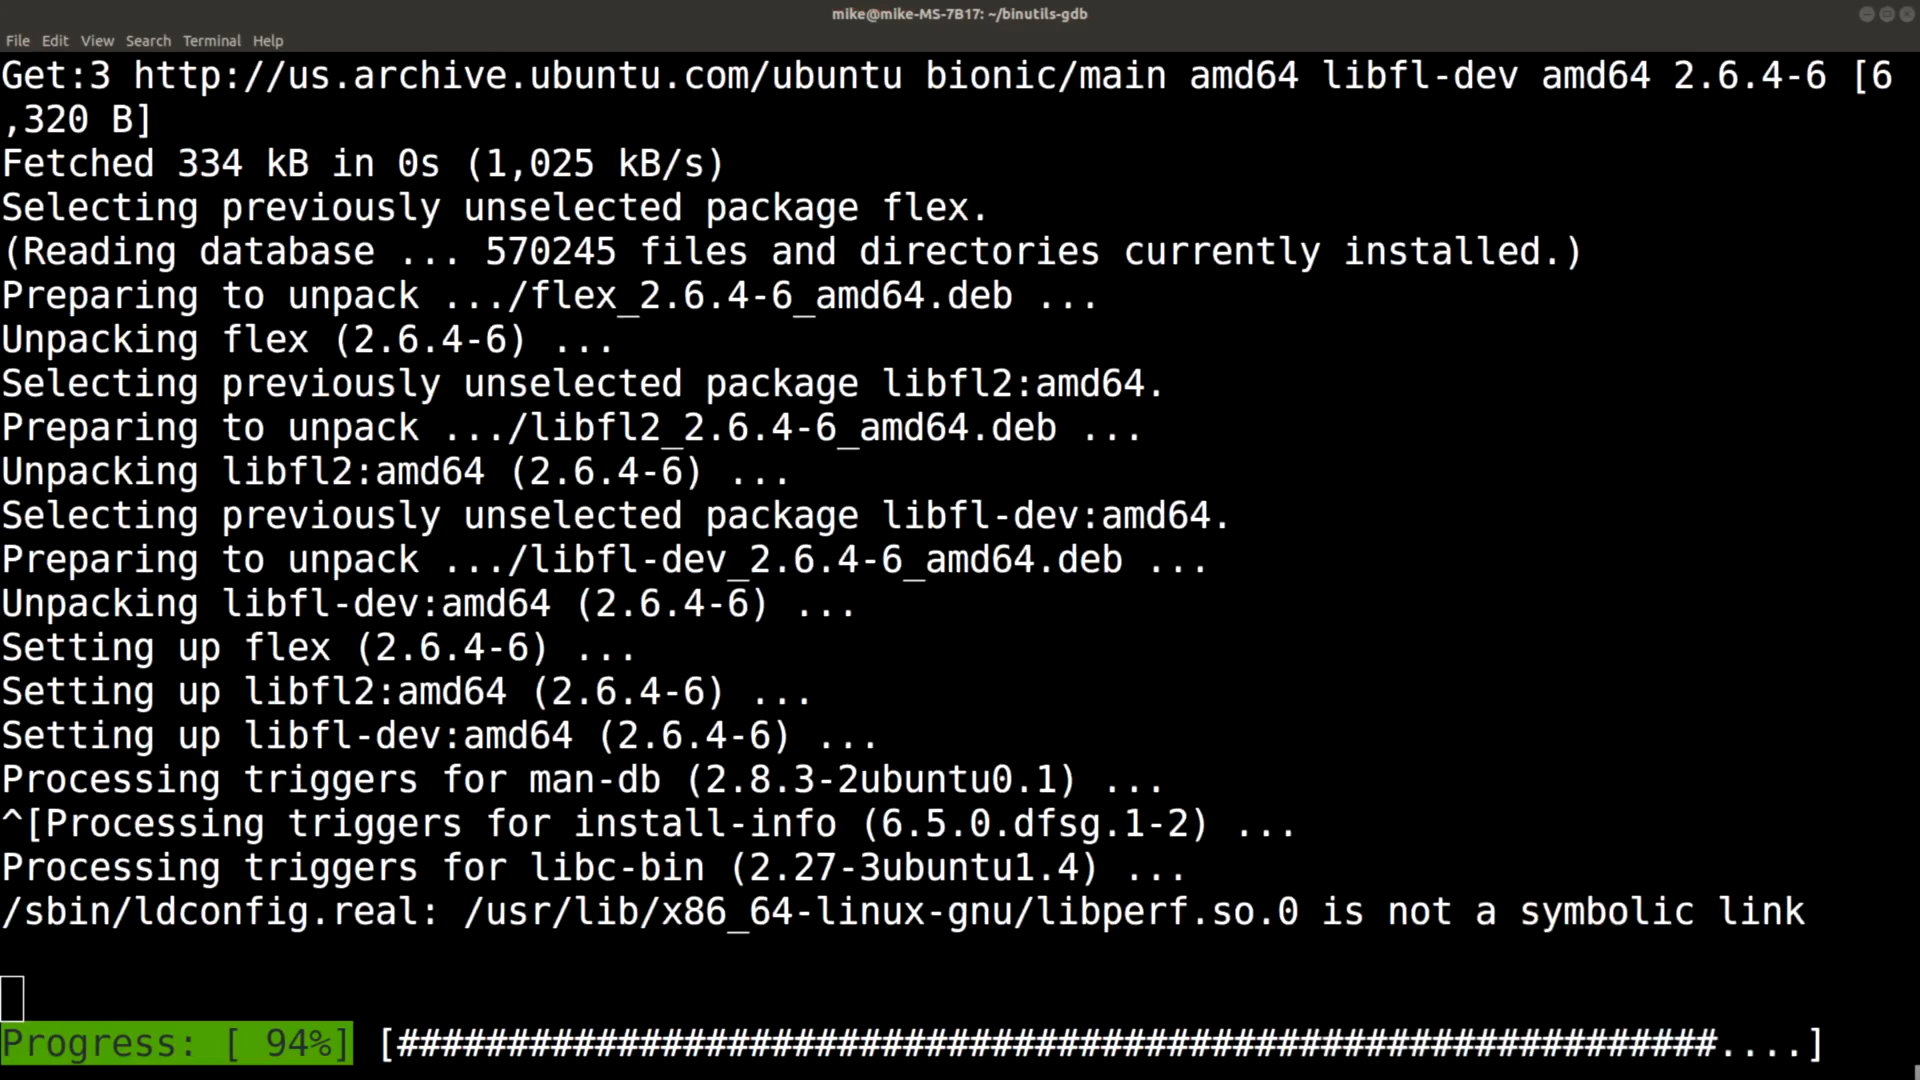 mike@mike-MS-7B17: ~/binutils-gdb
File Edit View Search Terminal Help
Get:3 http://us.archive.ubuntu.com/ubuntu bionic/main amd64 libfl-dev amd64 2.6.4-6 [6
,320 B]
Fetched 334 kB in 0s (1,025 kB/s)
Selecting previously unselected package flex.
(Reading database ... 570245 files and directories currently installed.)
Preparing to unpack .../flex_2.6.4-6_amd64.deb ...
Unpacking flex (2.6.4-6) ...
Selecting previously unselected package libfl2:amd64.
Preparing to unpack .../libfl2_2.6.4-6_amd64.deb ...
Unpacking libfl2:amd64 (2.6.4-6) ...
Selecting previously unselected package libfl-dev:amd64.
Preparing to unpack .../libfl-dev_2.6.4-6_amd64.deb ...
Unpacking libfl-dev:amd64 (2.6.4-6) ...
Setting up flex (2.6.4-6) ...
Setting up libfl2:amd64 (2.6.4-6) ...
Setting up libfl-dev:amd64 (2.6.4-6) ...
Processing triggers for man-db (2.8.3-2ubuntu0.1) ...
^[Processing triggers for install-info (6.5.0.dfsg.1-2) ...
Processing triggers for libc-bin (2.27-3ubuntu1.4) ...
/sbin/ldconfig.real: /usr/lib/x86_64-linux-gnu/libperf.so.0 is not a symbolic link
Progress: [ 94%] [############################################################....]